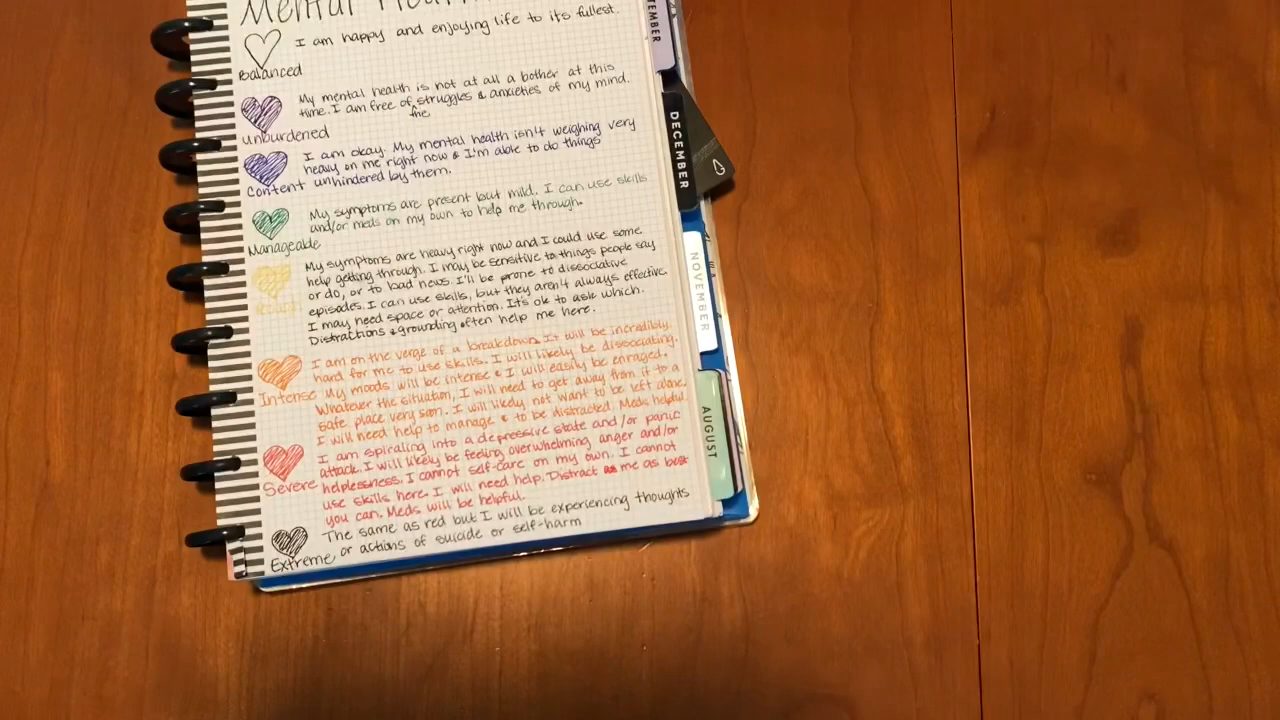 Mental
I am happy and enjoying life to its fullest.
Balanced
My mental health is not at all a bother at this
time. I am free of struggles & anxieties of my mind.
the
unburdened
I am okay. My mental health isn't weighing very
heavy on me right now & I'm able to do things
unhindered by them.
Content
My symptoms are present but mild. I can use skills
and/or meds on my own to help me through.
Manageable
My symptoms are heavy right now and I could use some
help getting through. I may be sensitive to things people say
or do, or to bad news. I'll be prone to dissociative
episodes. I can use skills, but they aren't always effective.
I may need space or attention. It's ok to ask which.
Distractions & grounding often help me here.
I am on the verge of a breakdown. It will be incredibly
hard for me to use skills. I will likely be dissociating.
My moods will be intense & I will easily be enraged.
Intense
Whatever the situation, I will need to get away from it to a
safe place very soon. I will likely not want to be left alone.
I will need help to manage & to be distracted. Meds helpful.
I am spiraling into a depressive state and/or panic
attack. I will likely be feeling overwhelming anger and/or
helplessness. I cannot self-care on my own. I cannot
Severe
use skills here. I will need help. Distract me as best
you can. Meds will be helpful.
The same as red but I will be experiencing thoughts
or actions of suicide or self-harm
Extreme
TEMBER
DECEMBER
NOVEMBER
AUGUST